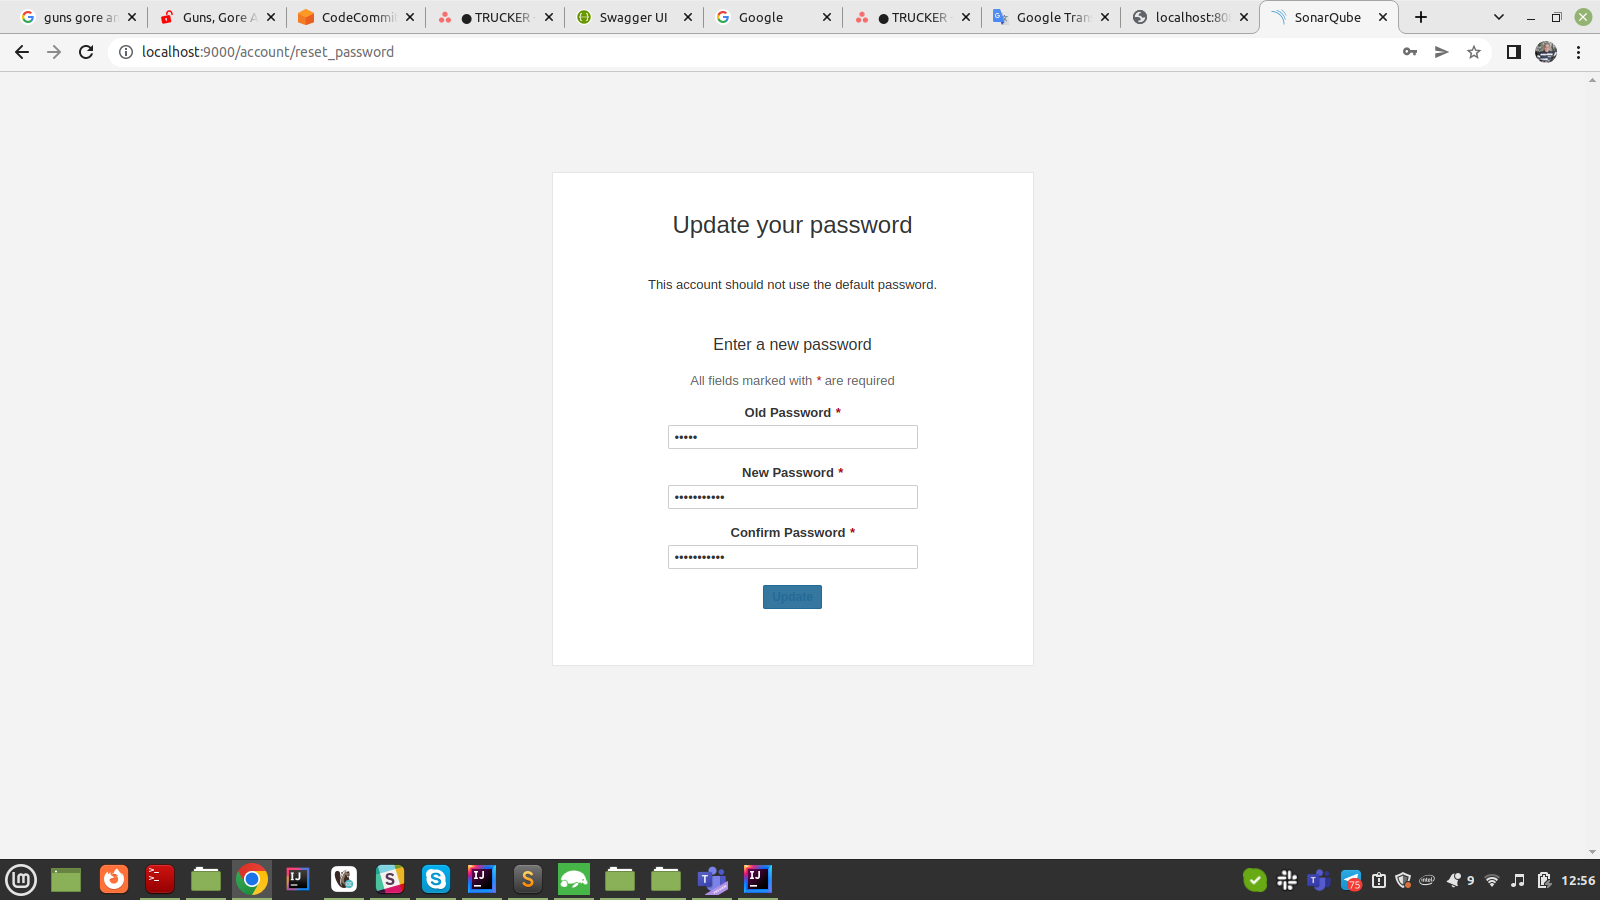 guns gore an
Guns, Gore A
CodeCommit
● TRUCKER
Swagger UI
Google
● TRUCKER
Google Tran
localhost:80
SonarQube
localhost:9000/account/reset_password
Update your password
This account should not use the default password.
Enter a new password
All fields marked with * are required
Old Password *
•••••
New Password *
•••••••••••
Confirm Password *
•••••••••••
Update
75
9
12:56